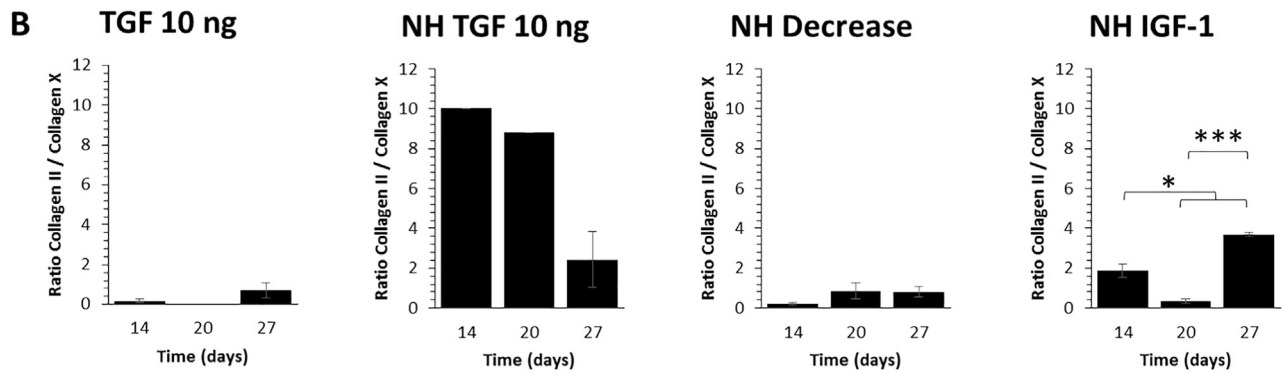 B
TGF 10 ng
Ratio Collagen II / Collagen X
12
10
8
6
4
2
0
14 20 27
Time (days)
NH TGF 10 ng
Ratio Collagen II / Collagen X
12
10
8
6
4
2
0
14 20 27
Time (days)
NH Decrease
Ratio Collagen II / Collagen X
12
10
8
6
4
2
0
14 20 27
Time (days)
NH IGF-1
Ratio Collagen II / Collagen X
12
10
8
6
4
2
0
***
*
14 20 27
Time (days)